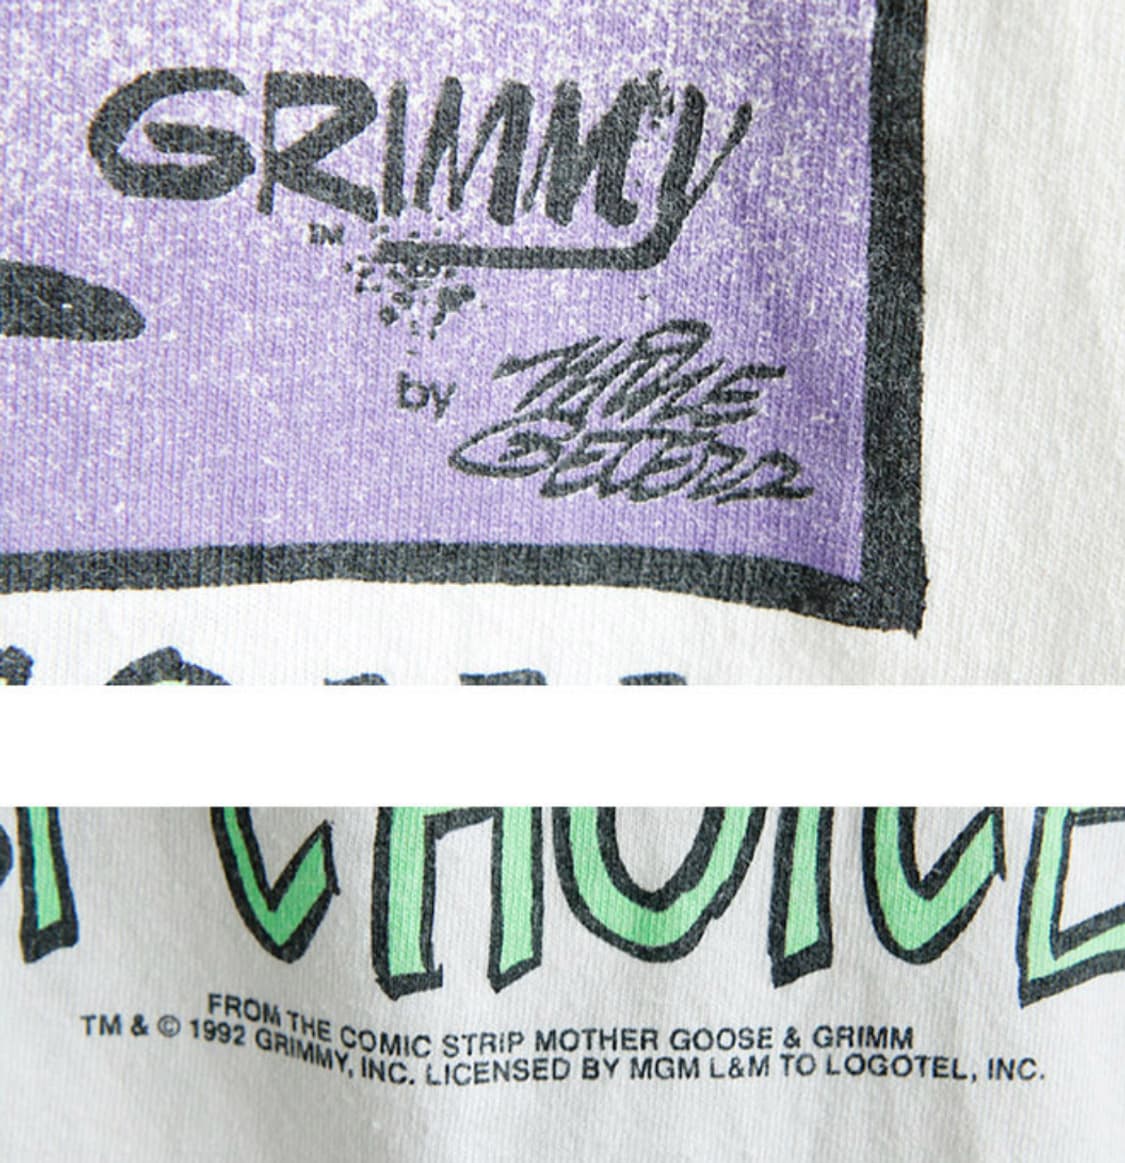 GRIMMY
TM
by MIKE
PETERS
CHOICE
FROM THE COMIC STRIP MOTHER GOOSE & GRIMM
TM & © 1992 GRIMMY, INC. LICENSED BY MGM L&M TO LOGOTEL, INC.